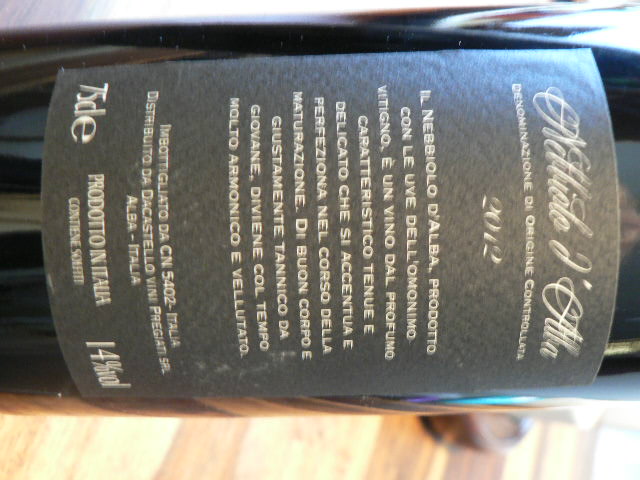 Nebbiolo d'Alba
DENOMINAZIONE DI ORIGINE CONTROLLATA
2012
IL NEBBIOLO D'ALBA, PRODOTTO
CON LE UVE DELL'OMONIMO
VITIGNO, È UN VINO DAL PROFUMO
CARATTERISTICO TENUE E
DELICATO CHE SI ACCENTUA E
PERFEZIONA NEL CORSO DELLA
MATURAZIONE. DI BUON CORPO E
GIUSTAMENTE TANNICO DA
GIOVANE, DIVIENE COL TEMPO
MOLTO ARMONICO E VELLUTATO.
IMBOTTIGLIATO DA CN 5402 - ITALIA
DISTRIBUITO DA DUCASTELLO VINI PREGIATI SRL
ALBA - ITALIA
75cl e PRODOTTO IN ITALIA 14%vol
CONTIENE SOLFITI